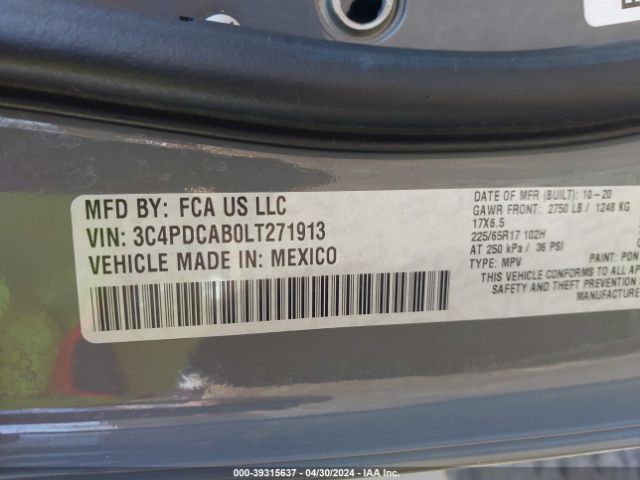 MFD BY: FCA US LLC
VIN: 3C4PDCAB0LT271913
VEHICLE MADE IN: MEXICO
DATE OF MFR (BUILT): 10-20
GAWR FRONT: 2750 LB / 1248 KG
17X6.5
225/65R17 102H
AT 250 kPa / 36 PSI
TYPE: MPV PAINT: PDN
THIS VEHICLE CONFORMS TO ALL AP
SAFETY AND THEFT PREVENTION
MANUFACTURE
000-39315637 - 04/30/2024 - IAA Inc.